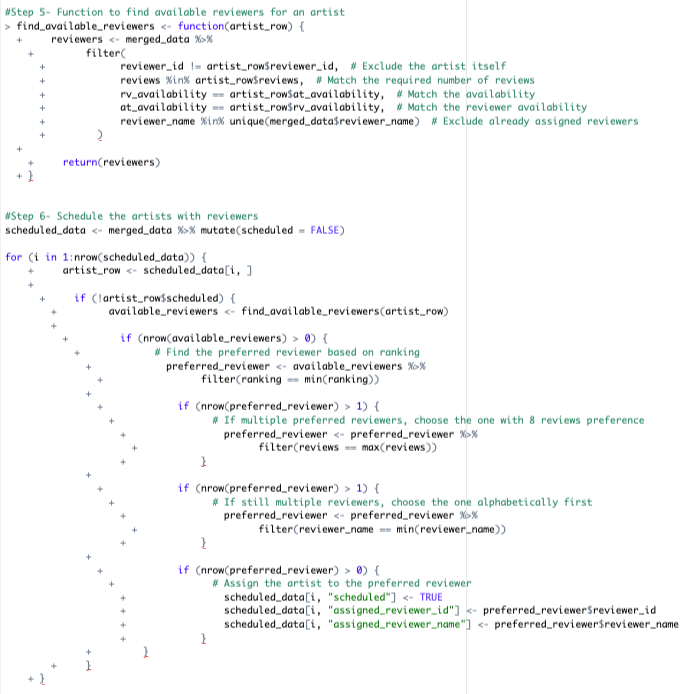 #Step 5- Function to find available reviewers for an artist
> find_available_reviewers <- function(artist_row) {
+ reviewers <- merged_data %>%
+ filter(
+ reviewer_id != artist_row$reviewer_id, # Exclude the artist itself
+ reviews %in% artist_row$reviews, # Match the required number of reviews
+ rv_availability == artist_row$at_availability, # Match the availability
+ at_availability == artist_row$rv_availability, # Match the reviewer availability
+ reviewer_name %in% unique(merged_data$reviewer_name) # Exclude already assigned reviewers
+ )
+
+ return(reviewers)
+ }
#Step 6- Schedule the artists with reviewers
scheduled_data <- merged_data %>% mutate(scheduled = FALSE)
for (i in 1:nrow(scheduled_data)) {
+ artist_row <- scheduled_data[i, ]
+
+ if (!artist_row$scheduled) {
+ available_reviewers <- find_available_reviewers(artist_row)
+
+ if (nrow(available_reviewers) > 0) {
+ # Find the preferred reviewer based on ranking
+ preferred_reviewer <- available_reviewers %>%
+ filter(ranking == min(ranking))
+
+ if (nrow(preferred_reviewer) > 1) {
+ # If multiple preferred reviewers, choose the one with 8 reviews preference
+ preferred_reviewer <- preferred_reviewer %>%
+ filter(reviews == max(reviews))
+ }
+
+ if (nrow(preferred_reviewer) > 1) {
+ # If still multiple reviewers, choose the one alphabetically first
+ preferred_reviewer <- preferred_reviewer %>%
+ filter(reviewer_name == min(reviewer_name))
+ }
+
+ if (nrow(preferred_reviewer) > 0) {
+ # Assign the artist to the preferred reviewer
+ scheduled_data[i, "scheduled"] <- TRUE
+ scheduled_data[i, "assigned_reviewer_id"] <- preferred_reviewer$reviewer_id
+ scheduled_data[i, "assigned_reviewer_name"] <- preferred_reviewer$reviewer_name
+ }
+ }
+ }
+ }